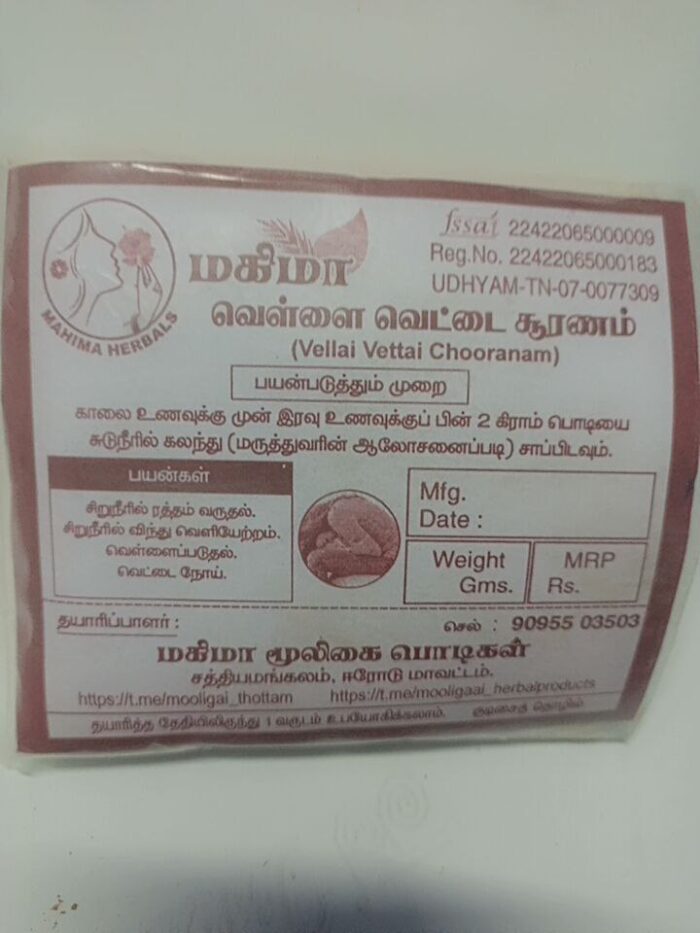 fssai 22422065000009
Reg.No. 22422065000183
UDHYAM-TN-07-0077309
MAHIMA HERBALS
மகிமா
வெள்ளை வெட்டை சூரணம்
(Vellai Vettai Chooranam)
பயன்படுத்தும் முறை
காலை உணவுக்கு முன் இரவு உணவுக்குப் பின் 2 கிராம் பொடியை
சுடுநீரில் கலந்து (மருத்துவரின் ஆலோசனைப்படி) சாப்பிடவும்.
பயன்கள்
சிறுநீரில் ரத்தம் வருதல்.
சிறுநீரில் விந்து வெளியேற்றம்.
வெள்ளைப்படுதல்.
வெட்டை நோய்.
Mfg.
Date :
Weight
Gms.
MRP
Rs.
தயாரிப்பாளர் :
செல் : 90955 03503
மகிமா மூலிகை பொடிகள்
சத்தியமங்கலம், ஈரோடு மாவட்டம்.
https://t.me/mooligai_thottam https://t.me/mooligaai_herbalproducts
தயாரித்த தேதியிலிருந்து 1 வருடம் உபயோகிக்கலாம். குடிசைத் தொழில்